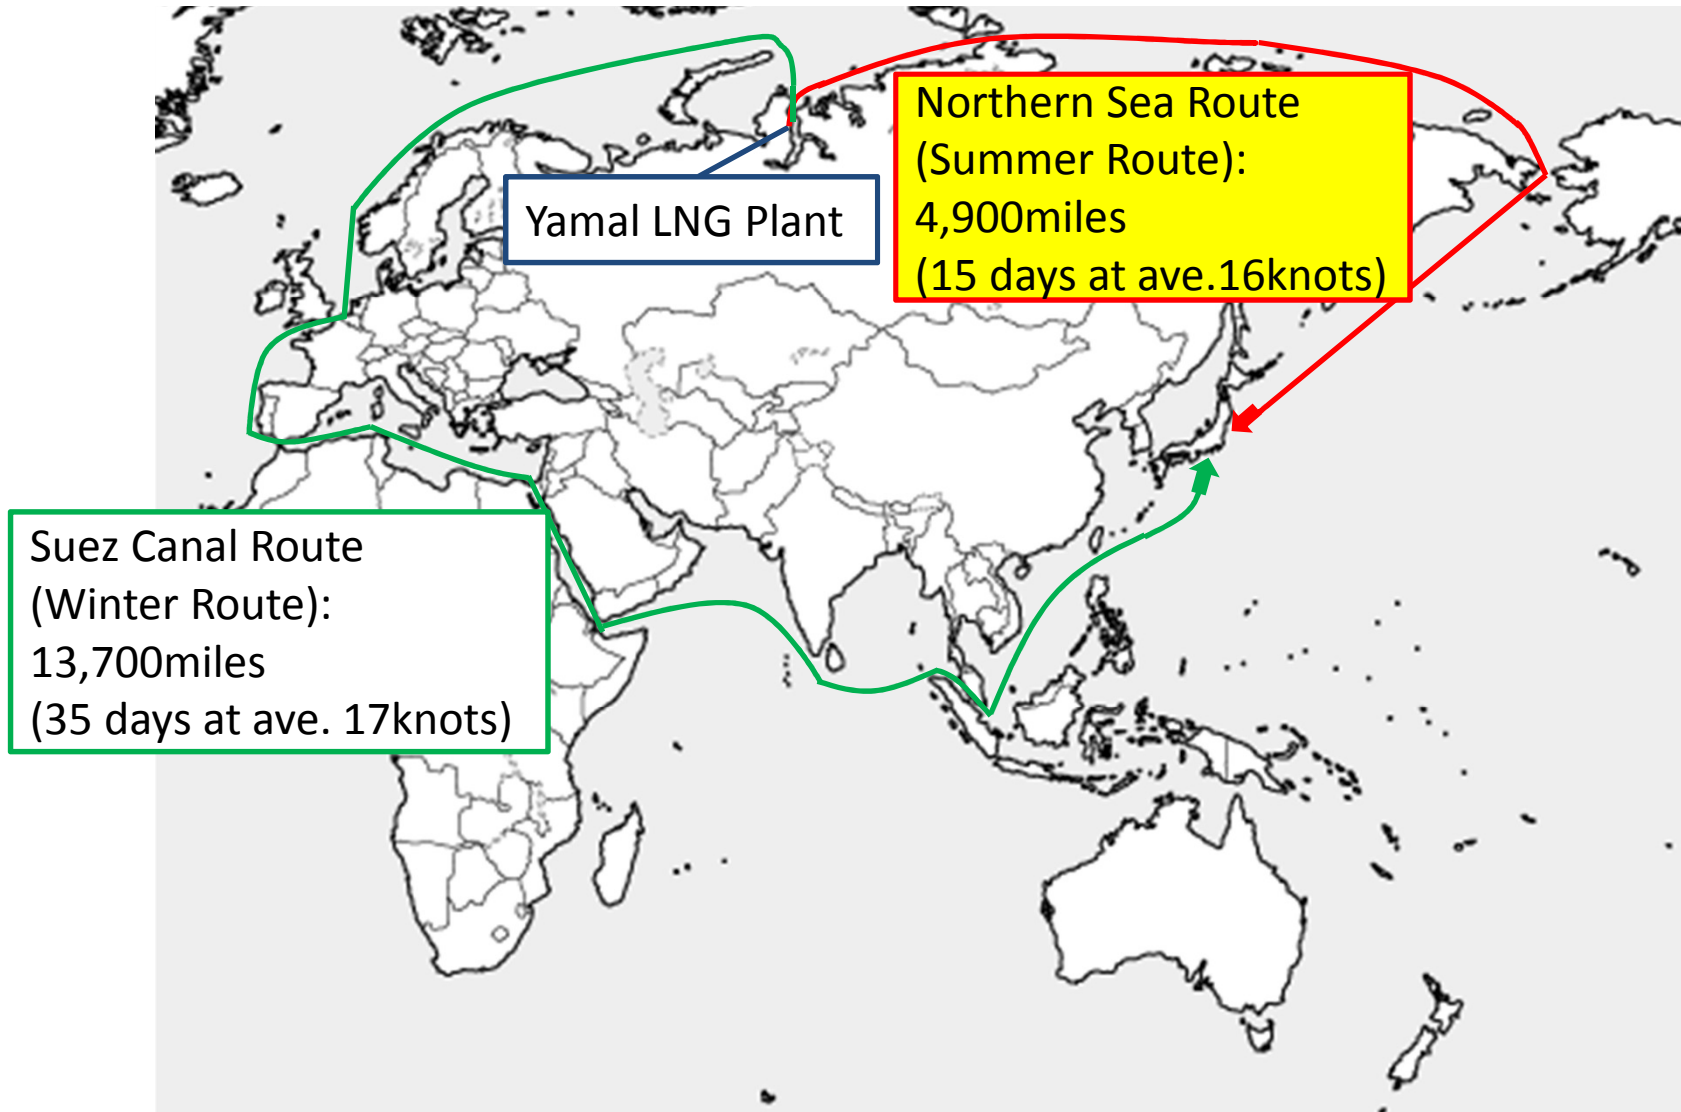 Northern Sea Route
(Summer Route):
4,900miles
(15 days at ave.16knots)
Yamal LNG Plant
Suez Canal Route
(Winter Route):
13,700miles
(35 days at ave. 17knots)